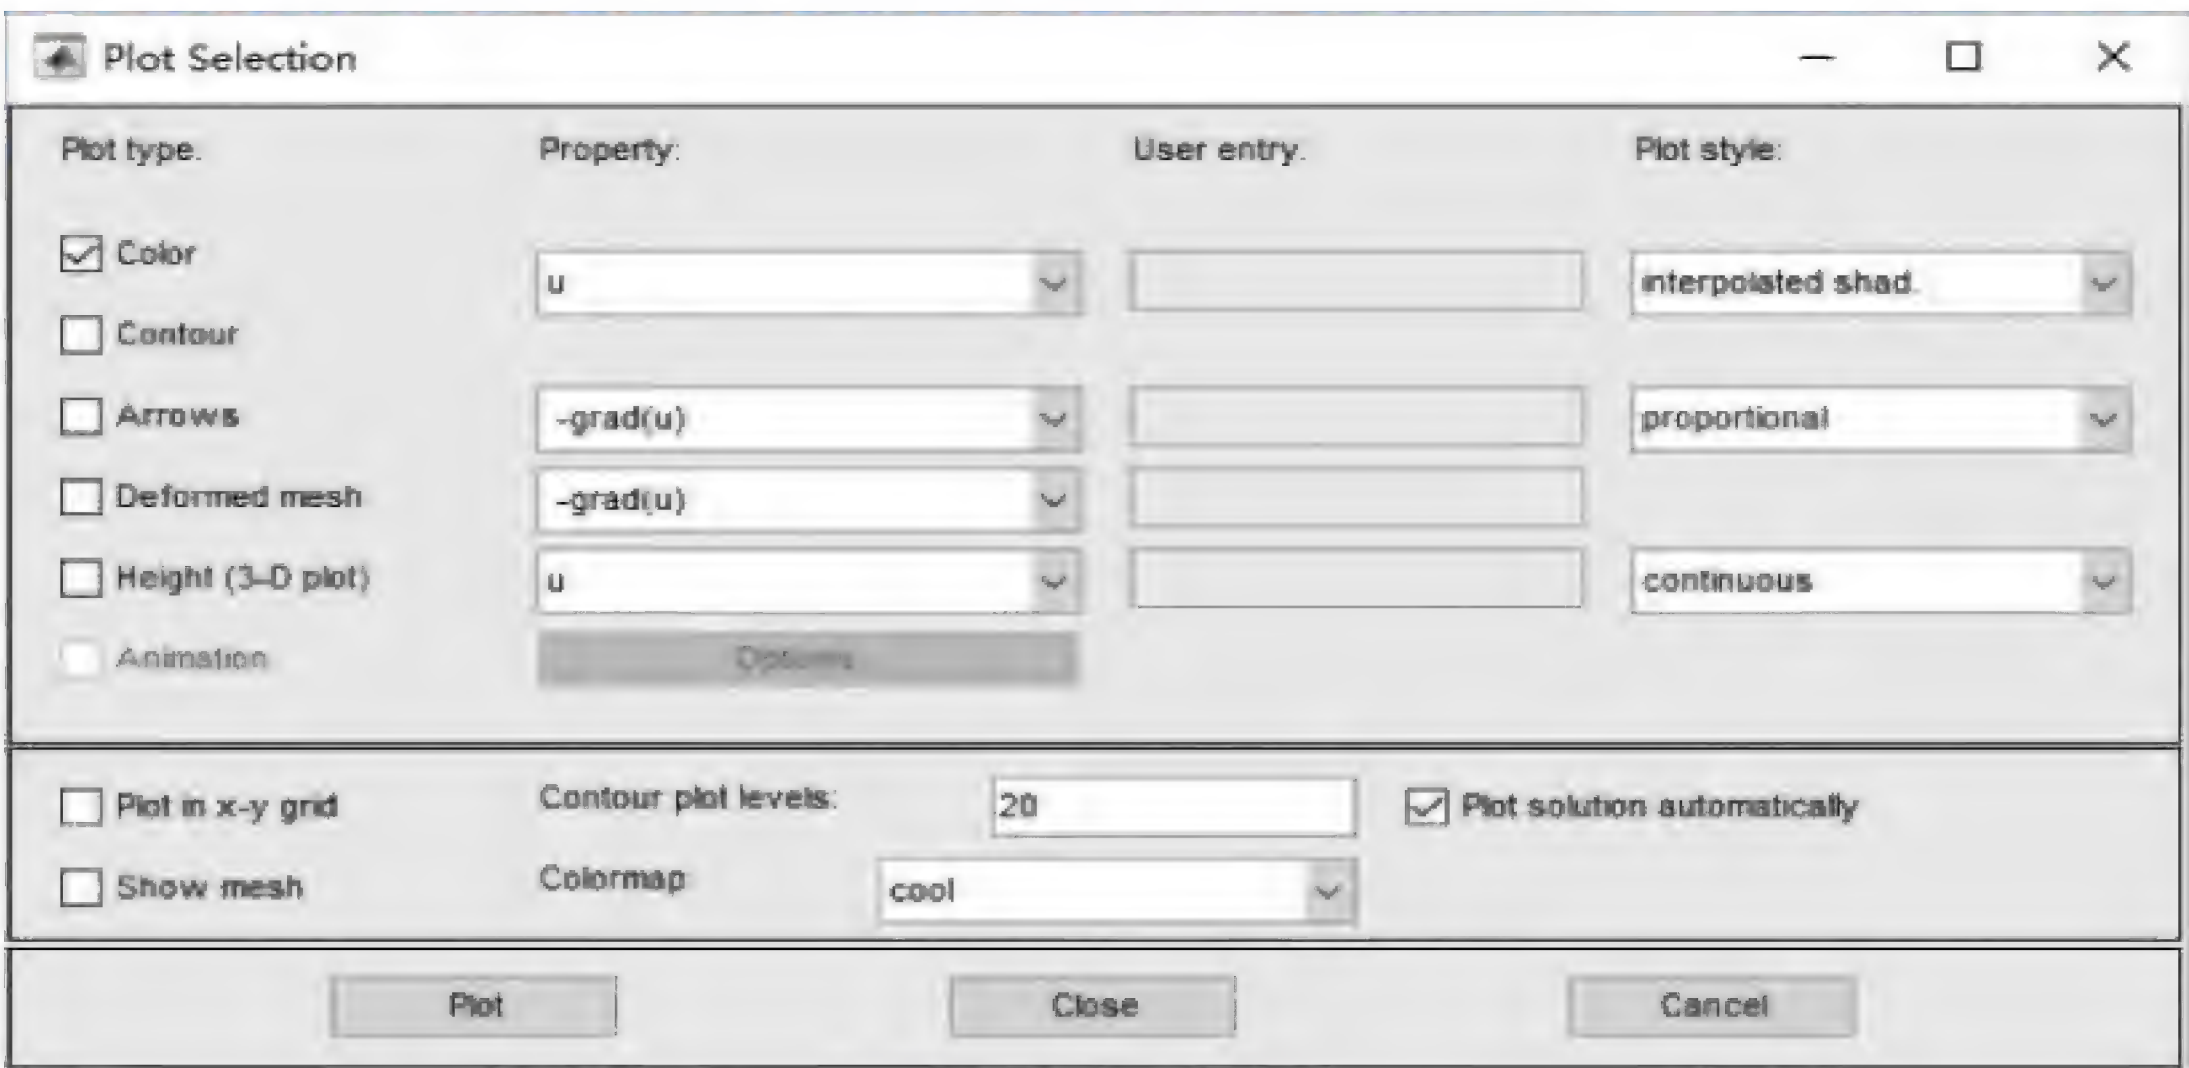 Plot Selection
Plot type: Property: User entry: Plot style:
Color
u interpolated shad.
Contour
Arrows -grad(u) proportional
Deformed mesh -grad(u)
Height (3-D plot) u continuous
Animation Options
Plot in x-y grid Contour plot levels: 20 Plot solution automatically
Show mesh Colormap: cool
Plot Close Cancel